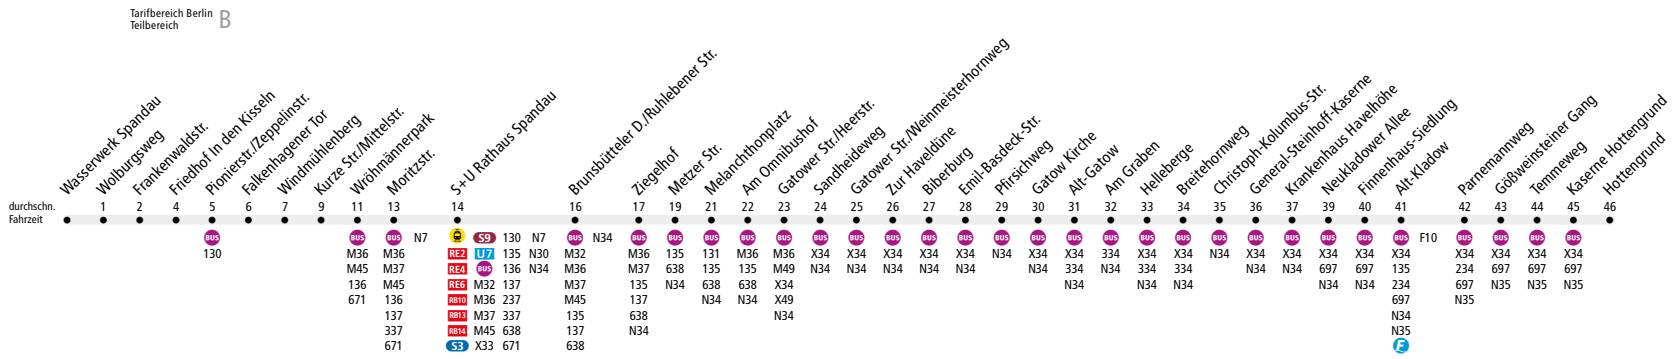 Tarifbereich Berlin
Teilbereich B
Wasserwerk Spandau
Wolburgsweg
Frankenwaldstr.
Friedhof In den Kisseln
Pionierstr./Zeppelinstr.
Falkenhagener Tor
Windmühlenberg
Kurze Str./Mittelstr.
Wröhmännerpark
Moritzstr.
S+U Rathaus Spandau
Brunsbütteler D./Ruhlebener Str.
Ziegelhof
Metzer Str.
Melanchthonplatz
Am Omnibushof
Gatower Str./Heerstr.
Sandheideweg
Gatower Str./Weinmeisterhornweg
Zur Haveldüne
Biberburg
Emil-Basdeck-Str.
Pfirsichweg
Gatow Kirche
Alt-Gatow
Am Graben
Helleberge
Breitehornweg
Christoph-Kolumbus-Str.
General-Steinhoff-Kaserne
Krankenhaus Havelhöhe
Neukladower Allee
Finnenhaus-Siedlung
Alt-Kladow
Parnemannweg
Gößweinsteiner Gang
Temmeweg
Kaserne Hottengrund
Hottengrund
durchschn. 1 2 4 5 6 7 9 11 13 14 16 17 19 21 22 23 24 25 26 27 28 29 30 31 32 33 34 35 36 37 39 40 41 42 43 44 45 46
Fahrzeit
BUS BUS BUS N7 S9 130 N7 BUS N34 BUS BUS BUS BUS BUS BUS BUS BUS BUS BUS BUS BUS BUS BUS BUS BUS BUS BUS BUS BUS BUS BUS F10 BUS BUS BUS BUS
130 M36 M36 RE2 U7 135 N30 M32 M36 135 131 M36 M36 X34 X34 X34 X34 X34 X34 X34 X34 X34 X34 X34 X34 X34 X34 X34 X34 X34 X34 X34 X34 X34
M45 M37 RE4 BUS 136 N34 M36 M37 638 135 135 M49 N34 N34 N34 N34 N34 N34 334 334 334 334 N34 N34 697 697 135 234 697 697 697
136 M45 RE6 M32 137 M37 135 N34 638 638 X34 N34 N34 N34 N34 N34 234 697 N35 N35 N35
671 136 RB10 M36 237 M45 137 N34 N34 X49 697 N35
137 RB13 M37 337 135 638 N34 N34
337 RB14 M45 638 137 N34 N35
671 S3 X33 671 638 F